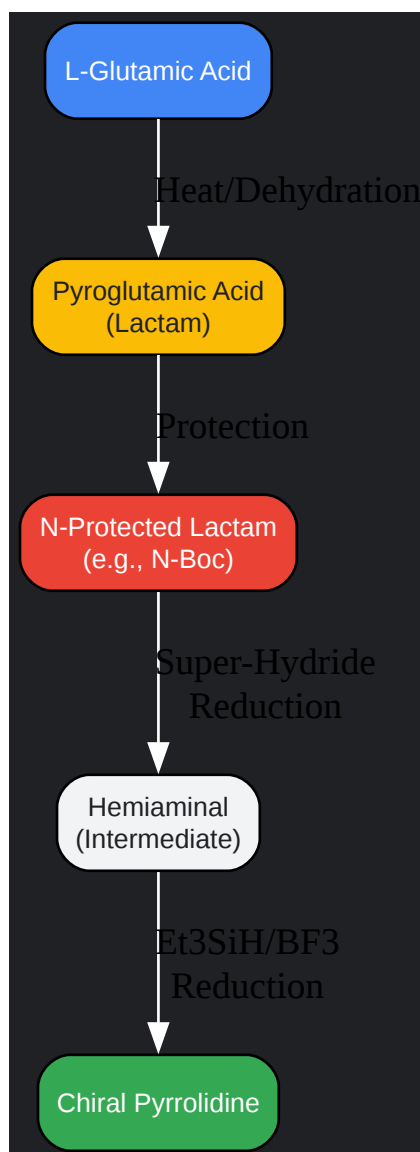 L-Glutamic Acid
Heat/Dehydration
Pyroglutamic Acid
(Lactam)
Protection
N-Protected Lactam
(e.g., N-Boc)
Super-Hydride
Reduction
Hemiaminal
(Intermediate)
Et3SiH/BF3
Reduction
Chiral Pyrrolidine